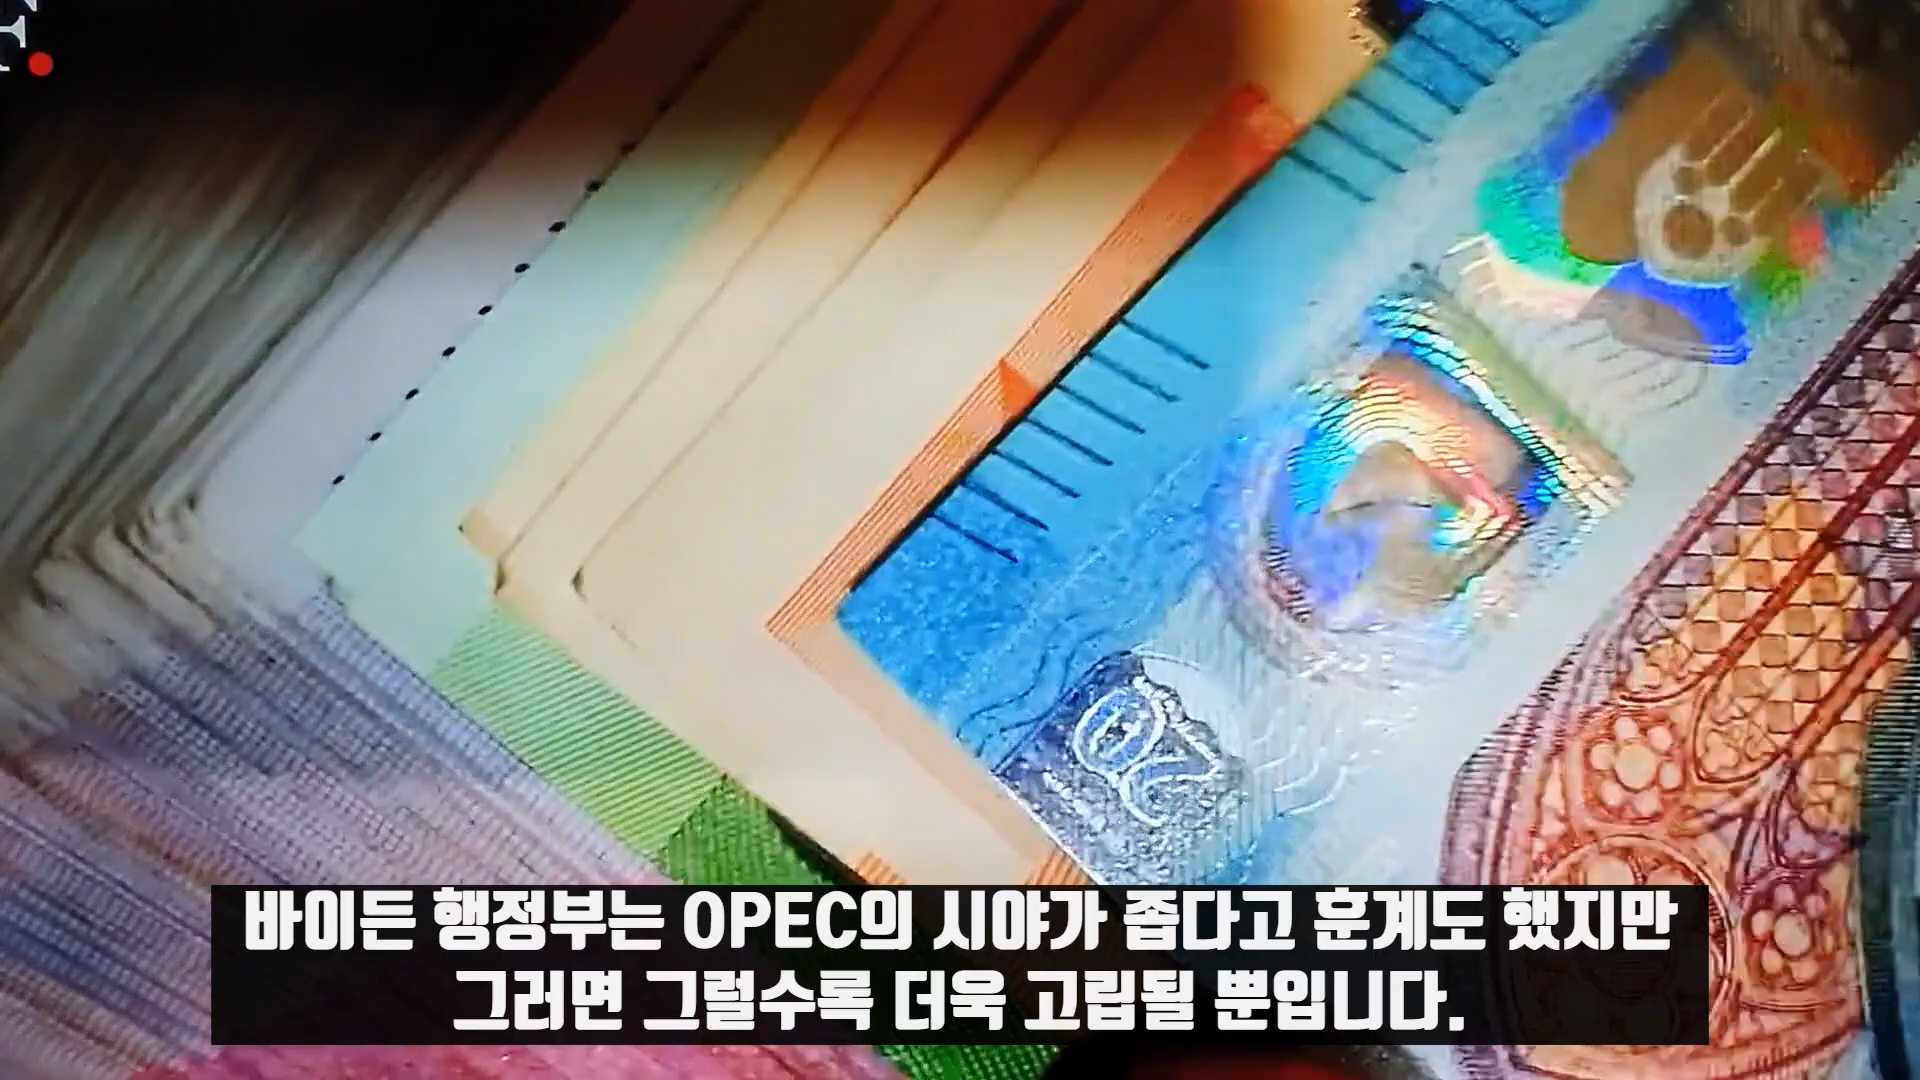 F.
20
바이든 행정부는 OPEC의 시야가 좁다고 훈계도 했지만
그러면 그럴수록 더욱 고립될 뿐입니다.